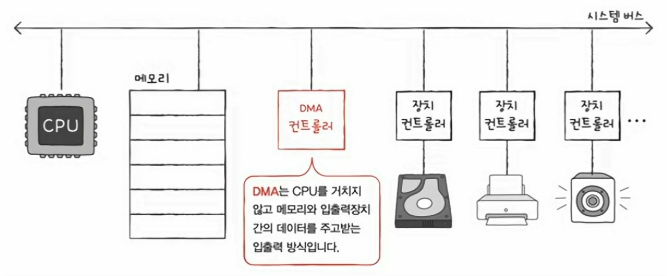 시스템 버스
메모리
CPU
DMA
컨트롤러
장치
컨트롤러
장치
컨트롤러
장치
컨트롤러
...
DMA는 CPU를 거치지
않고 메모리와 입출력장치
간의 데이터를 주고받는
입출력 방식입니다.